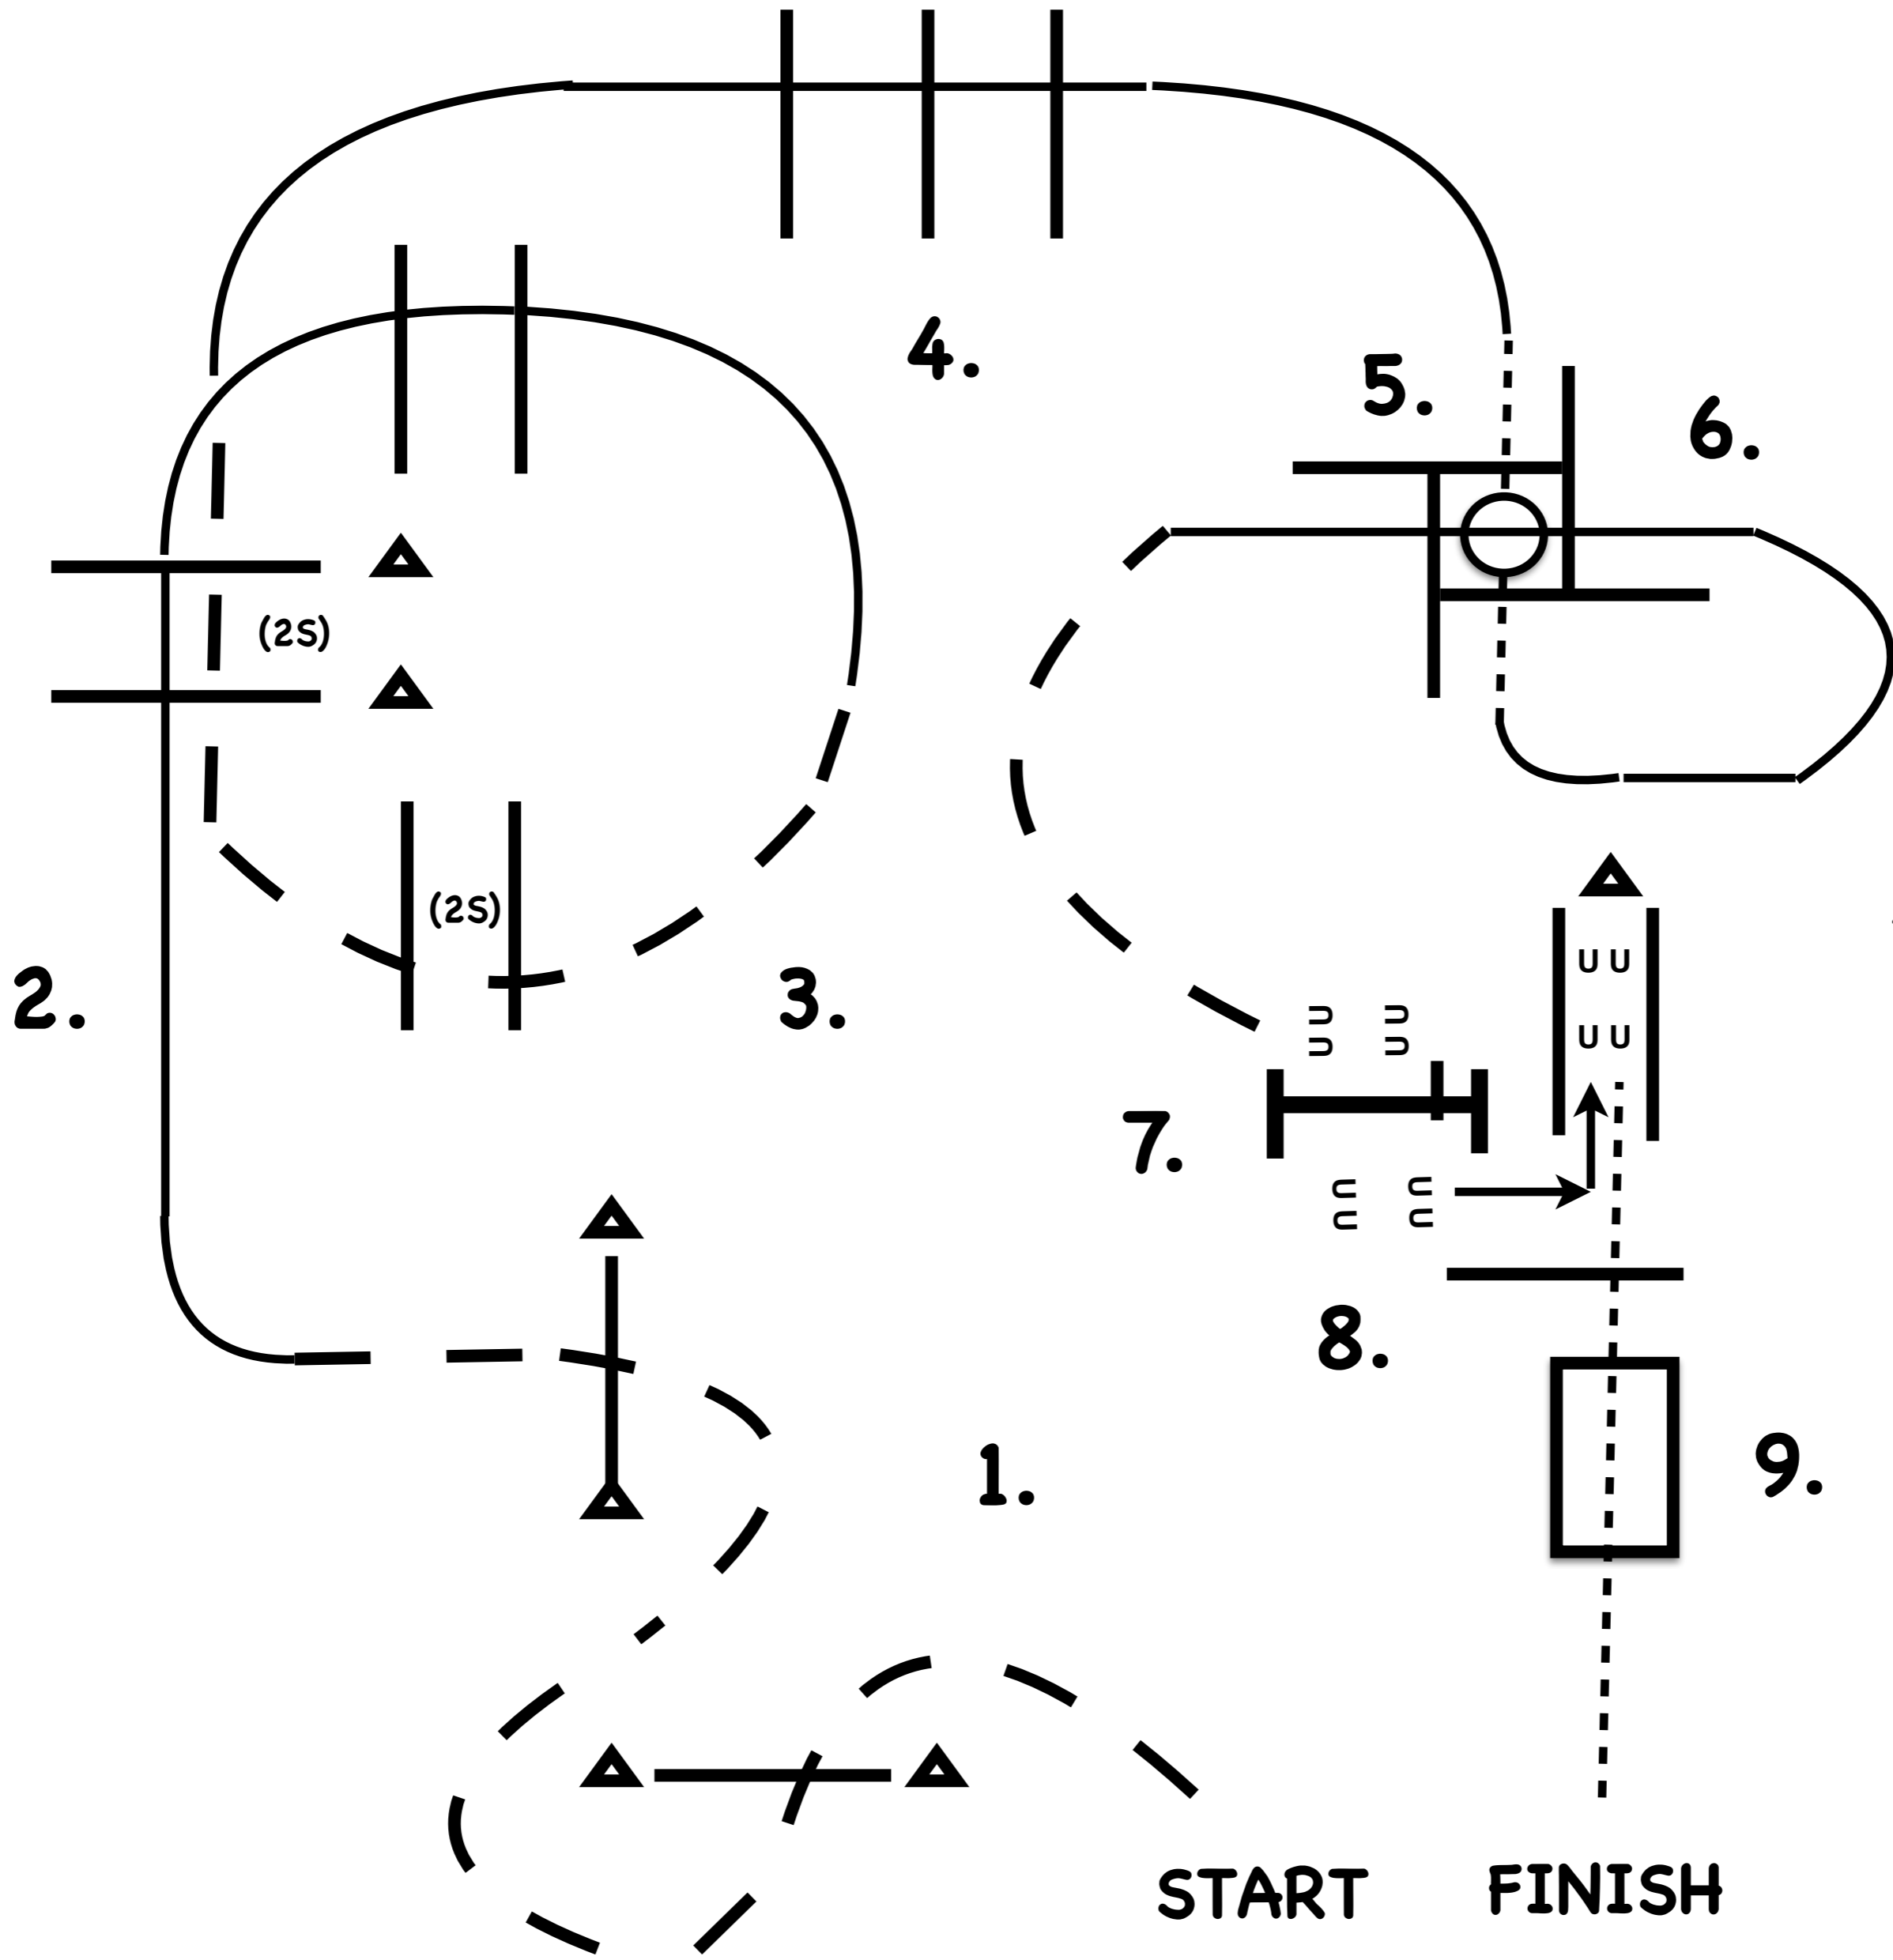 4.
5.
6.
(2S)
(2S)
2.
3.
7.
U U
U U
8.
1.
9.
START
FINISH